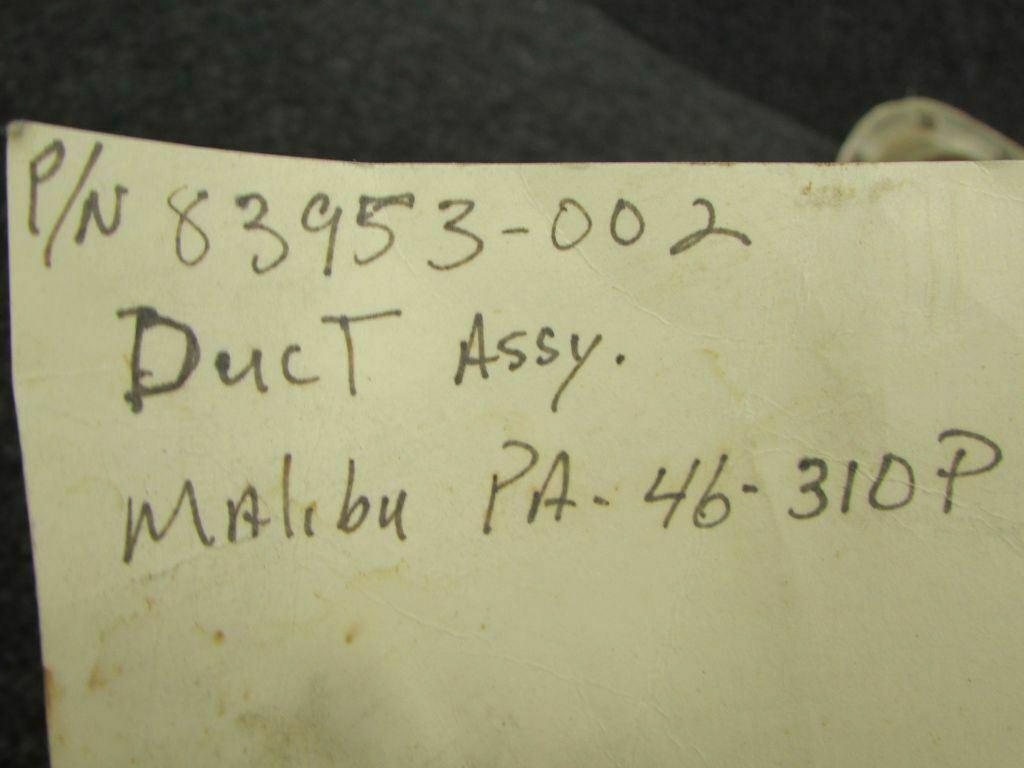 P/N 83953-002
Duct Assy.
Malibu PA-46-310P